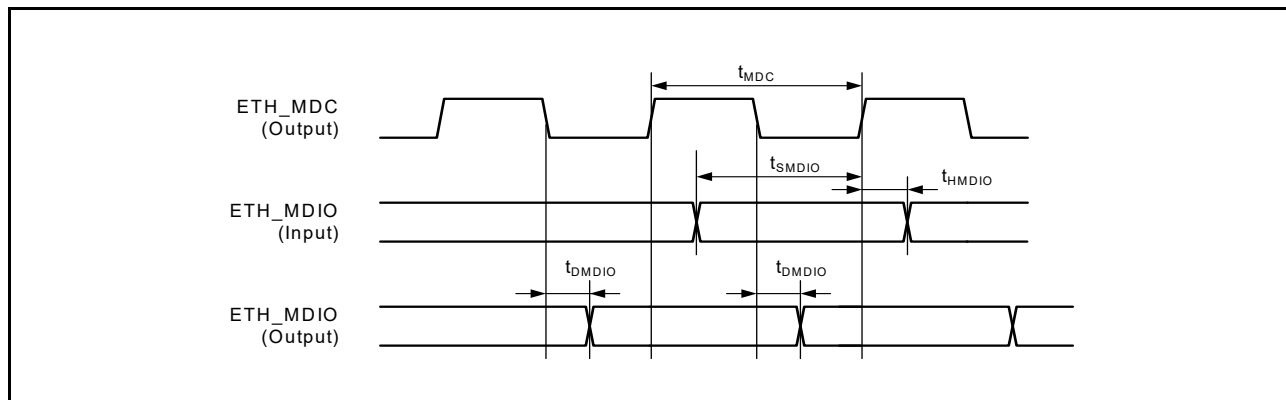 t_MDC
ETH_MDC
(Output)
t_SMDIO
t_HMDIO
ETH_MDIO
(Input)
t_DMDIO t_DMDIO
ETH_MDIO
(Output)